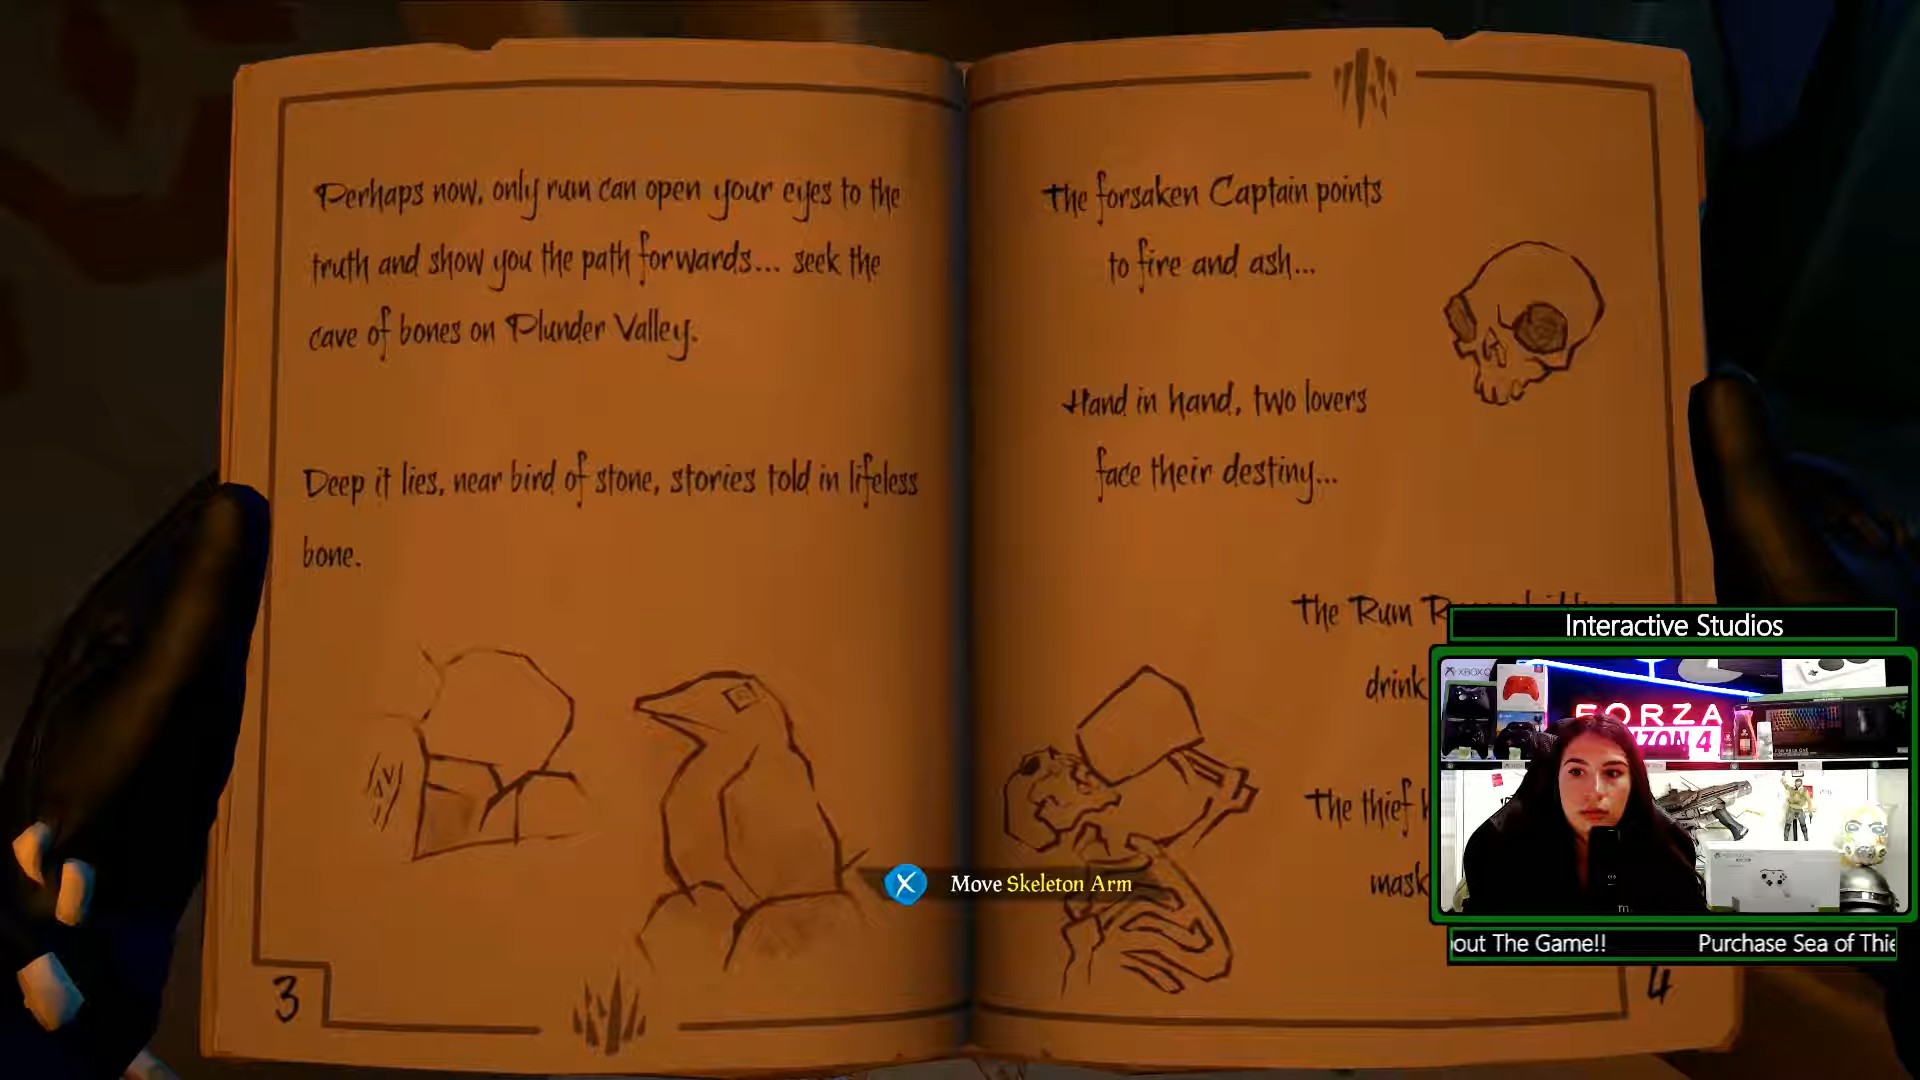 Perhaps now, only rum can open your eyes to the
truth and show you the path forwards... seek the
cave of bones on Plunder Valley.
Deep it lies, near bird of stone, stories told in lifeless
bone.
3
The forsaken Captain points
to fire and ash...
Hand in hand, two lovers
face their destiny...
The Rum
drink
The thief
mask
4
X Move Skeleton Arm
Interactive Studios
XBOX
FORZA
IZON 4
out The Game!! Purchase Sea of Thie